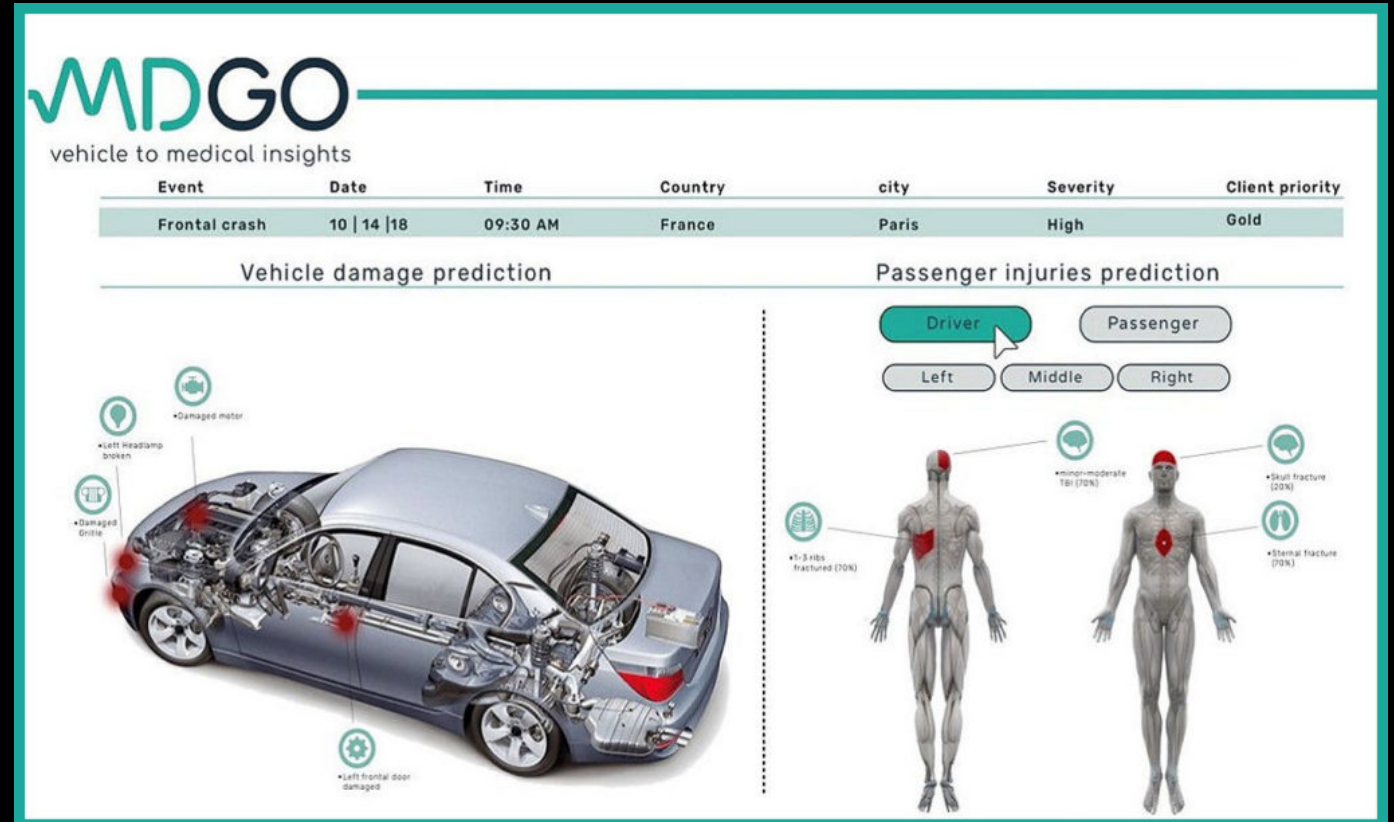 MDGO
vehicle to medical insights
Event Date Time Country city Severity Client priority
Frontal crash 10 | 14 |18 09:30 AM France Paris High Gold
Vehicle damage prediction
Passenger injuries prediction
Driver Passenger
Left Middle Right
•Damaged motor
•Left Headlamp
broken
•Damaged
Grille
•Left frontal door
damaged
•minor-moderate
TBI (70%)
•Skull fracture
(20%)
•1-3 ribs
fractured (70%)
•Sternal fracture
(70%)